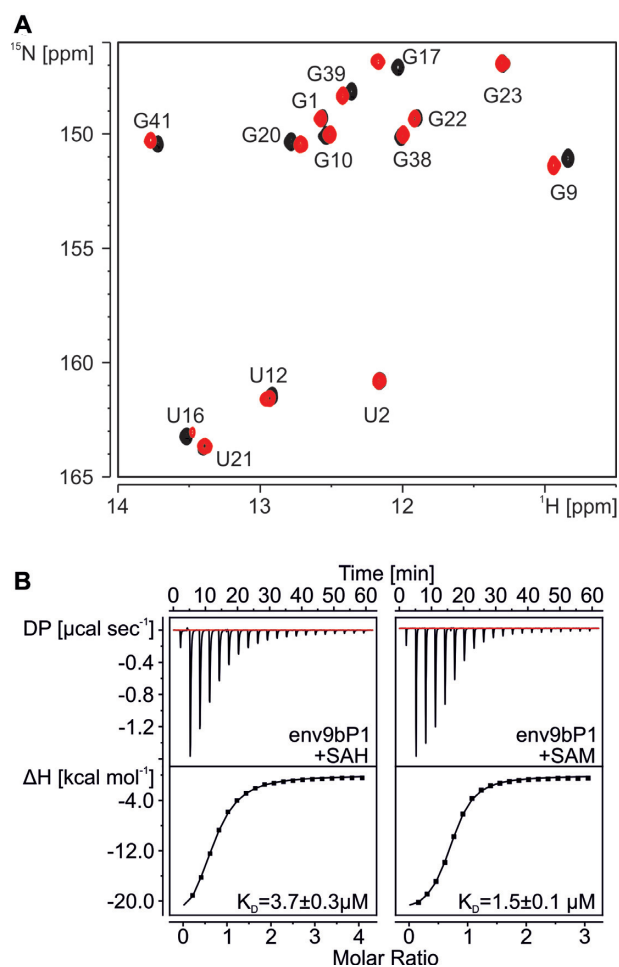 A
¹⁵N [ppm]
G17
G39
G1
G23
G41
G20
G22
150
G10
G38
G9
155
160
U12
U2
U16
U21
165
14
13
12
¹H [ppm]
B
Time [min]
0 10 20 30 40 50 60
0 10 20 30 40 50 60
DP [µcal sec⁻¹]
-0.4
-0.8
-1.2
env9bP1
+SAH
env9bP1
+SAM
ΔH [kcal mol⁻¹]
-4.0
-12.0
-20.0
K_D=3.7±0.3µM
K_D=1.5±0.1 µM
0 1 2 3 4
0 1 2 3
Molar Ratio